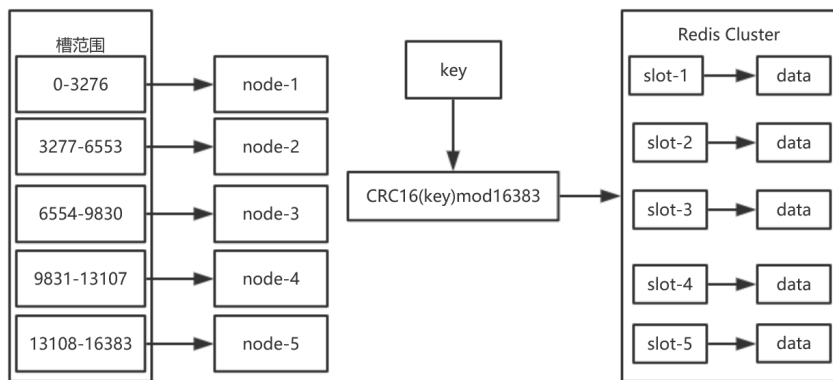 槽范围
0-3276
node-1
3277-6553
node-2
6554-9830
node-3
9831-13107
node-4
13108-16383
node-5
key
CRC16(key)mod16383
Redis Cluster
slot-1
data
slot-2
data
slot-3
data
slot-4
data
slot-5
data